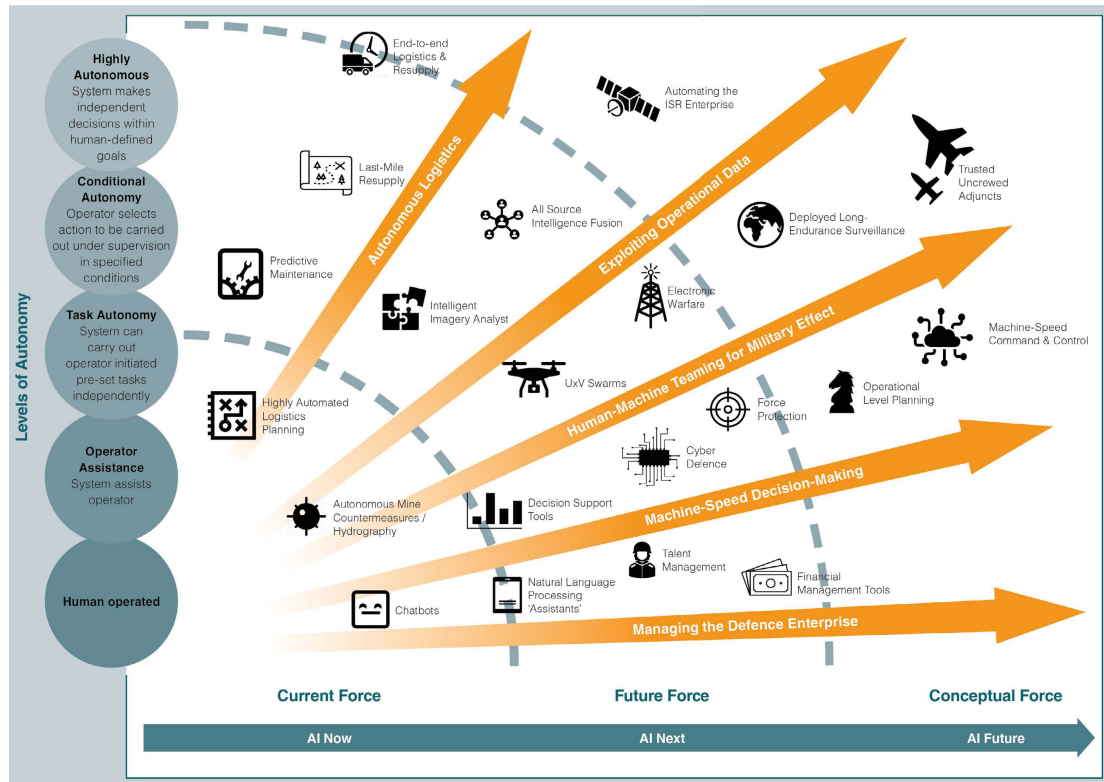 Levels of Autonomy
Highly
Autonomous
System makes
independent
decisions within
human-defined
goals
Conditional
Autonomy
Operator selects
action to be carried
out under supervision
in specified
conditions
Task Autonomy
System can
carry out
operator initiated
pre-set tasks
independently
Operator
Assistance
System assists
operator
Human operated
End-to-end
Logistics &
Resupply
Last-Mile
Resupply
Predictive
Maintenance
Highly Automated
Logistics
Planning
Autonomous Logistics
Automating the
ISR Enterprise
All Source
Intelligence Fusion
Intelligent
Imagery Analyst
Exploiting Operational Data
Trusted
Uncrewed
Adjuncts
Deployed Long-
Endurance Surveillance
Electronic
Warfare
UxV Swarms
Autonomous Mine
Countermeasures /
Hydrography
Human-Machine Teaming for Military Effect
Machine-Speed
Command & Control
Operational
Level Planning
Force
Protection
Cyber
Defence
Decision Support
Tools
Machine-Speed Decision-Making
Talent
Management
Financial
Management Tools
Natural Language
Processing
‘Assistants’
Chatbots
Managing the Defence Enterprise
Current Force
Future Force
Conceptual Force
AI Now
AI Next
AI Future